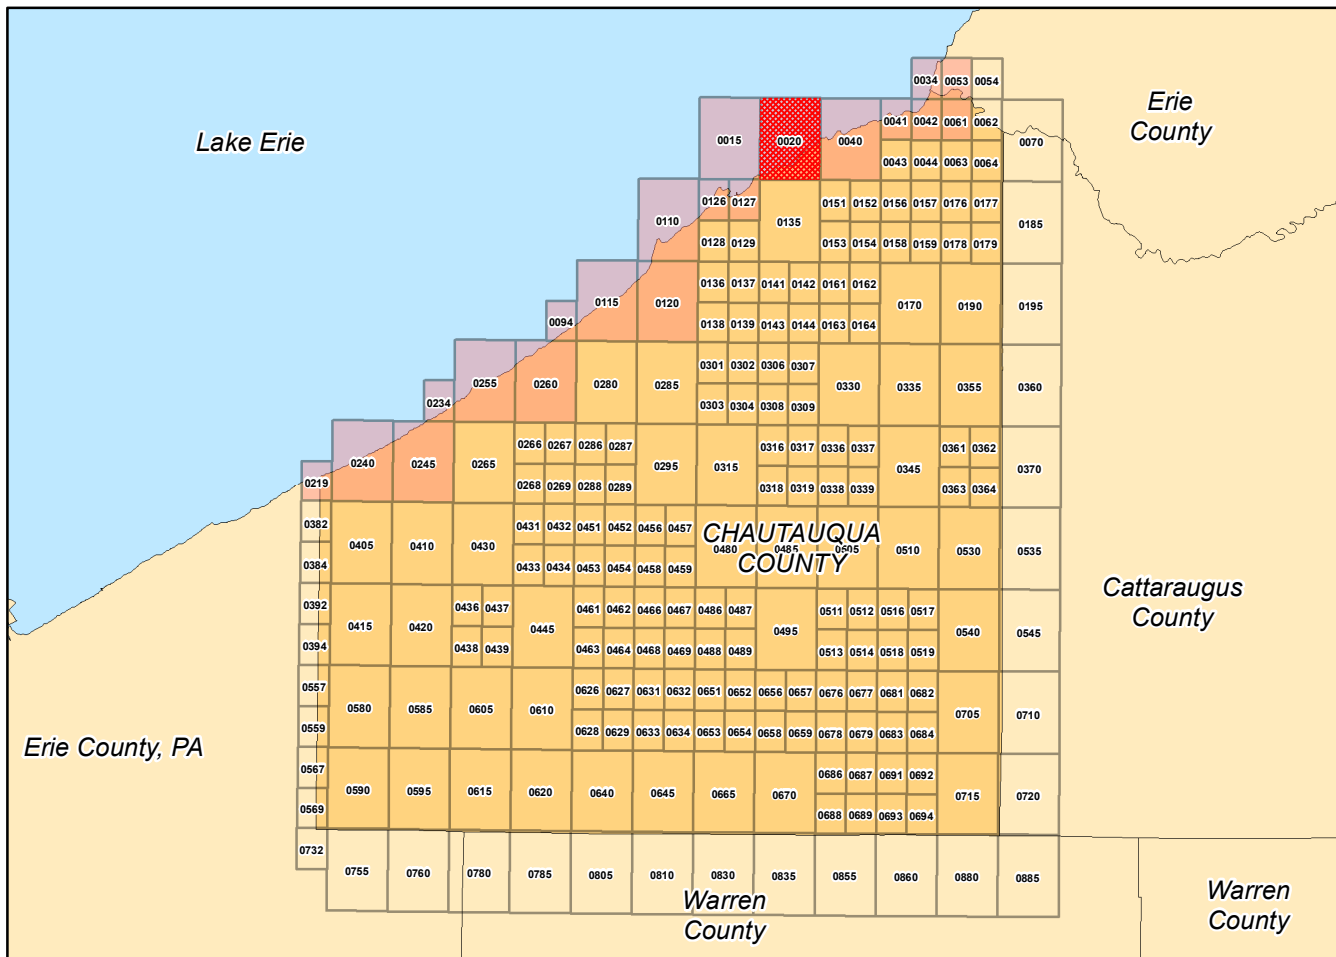 0034 0053 0054
Erie
County
Lake Erie
0015 0020 0040 0041 0042 0061 0062 0070
0043 0044 0063 0064
0110 0126 0127 0135 0151 0152 0156 0157 0176 0177 0185
0128 0129 0153 0154 0158 0159 0178 0179
0094 0115 0120 0136 0137 0141 0142 0161 0162 0170 0190 0195
0138 0139 0143 0144 0163 0164
0234 0255 0260 0280 0285 0301 0302 0306 0307 0330 0335 0355 0360
0303 0304 0308 0309
0219 0240 0245 0265 0266 0267 0286 0287 0295 0315 0316 0317 0336 0337 0345 0361 0362 0370
0268 0269 0288 0289 0318 0319 0338 0339 0363 0364
0382 0405 0410 0430 0431 0432 0451 0452 0456 0457 0480 0485 0505 0510 0530 0535
CHAUTAUQUA
COUNTY
0384 0433 0434 0453 0454 0458 0459
Cattaraugus
County
0392 0415 0420 0436 0437 0445 0461 0462 0466 0467 0486 0487 0495 0511 0512 0516 0517 0540 0545
0394 0438 0439 0463 0464 0468 0469 0488 0489 0513 0514 0518 0519
0557 0580 0585 0605 0610 0626 0627 0631 0632 0651 0652 0656 0657 0676 0677 0681 0682 0705 0710
0559 0628 0629 0633 0634 0653 0654 0658 0659 0678 0679 0683 0684
Erie County, PA
0567 0590 0595 0615 0620 0640 0645 0665 0670 0686 0687 0691 0692 0715 0720
0569 0688 0689 0693 0694
0732 0755 0760 0780 0785 0805 0810 0830 0835 0855 0860 0880 0885
Warren
County
Warren
County